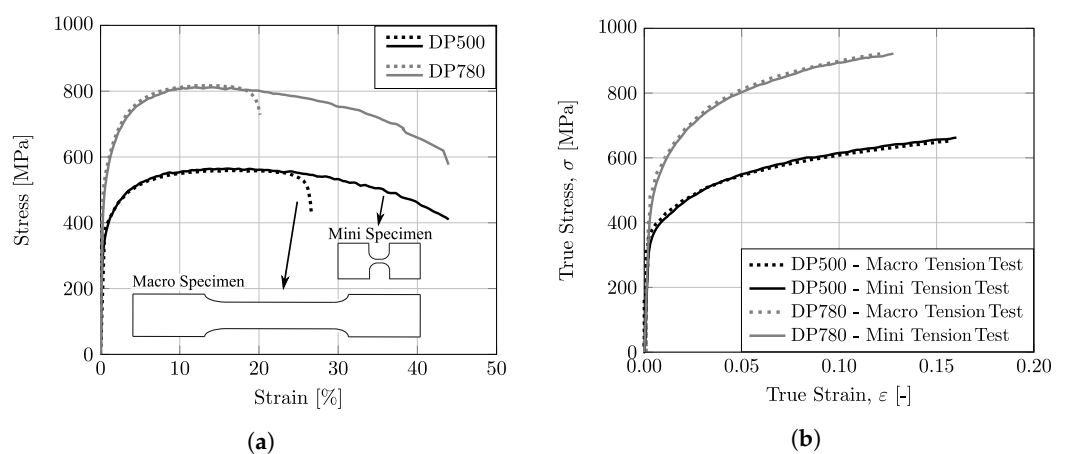 1000
800
600
400
200
0
Stress [MPa]
DP500
DP780
Mini Specimen
Macro Specimen
0 10 20 30 40 50
Strain [%]
(a)
1000
800
600
400
200
0
True Stress, σ [MPa]
DP500 - Macro Tension Test
DP500 - Mini Tension Test
DP780 - Macro Tension Test
DP780 - Mini Tension Test
0.00 0.05 0.10 0.15 0.20
True Strain, ε [-]
(b)